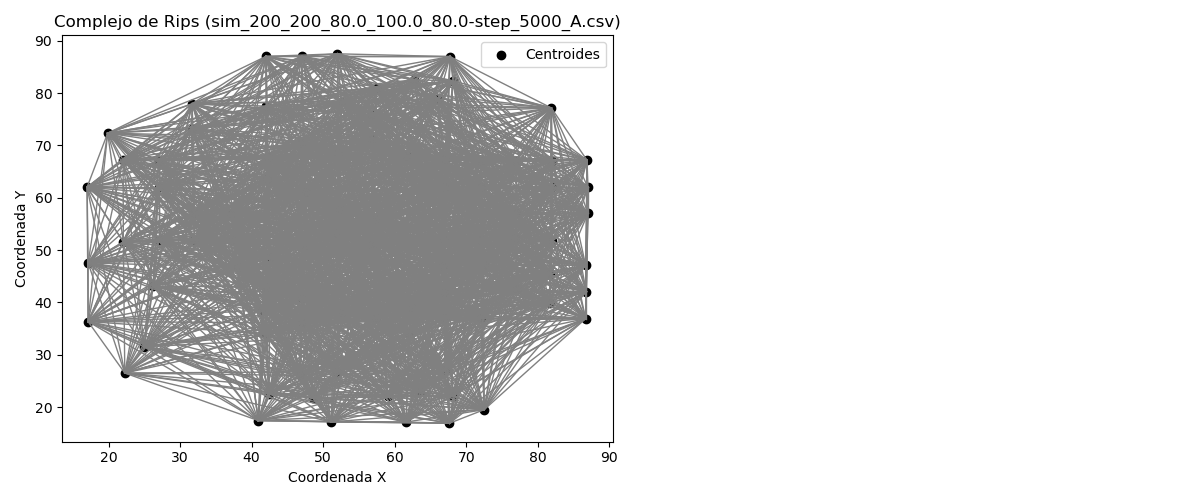 Complejo de Rips (sim_200_200_80.0_100.0_80.0-step_5000_A.csv)
90
80
70
60
50
40
30
20
Coordenada Y
Centroides
20 30 40 50 60 70 80 90
Coordenada X